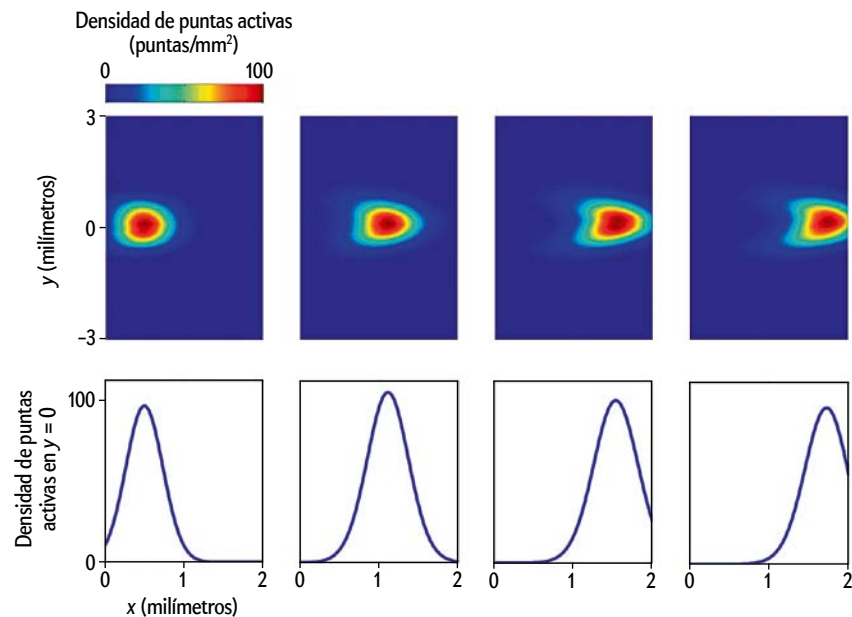 Densidad de puntas activas
(puntas/mm²)
0 100
3
0
−3
y (milímetros)
100
0
Densidad de puntas
activas en y = 0
0 1 2 0 1 2 0 1 2 0 1 2
x (milímetros)